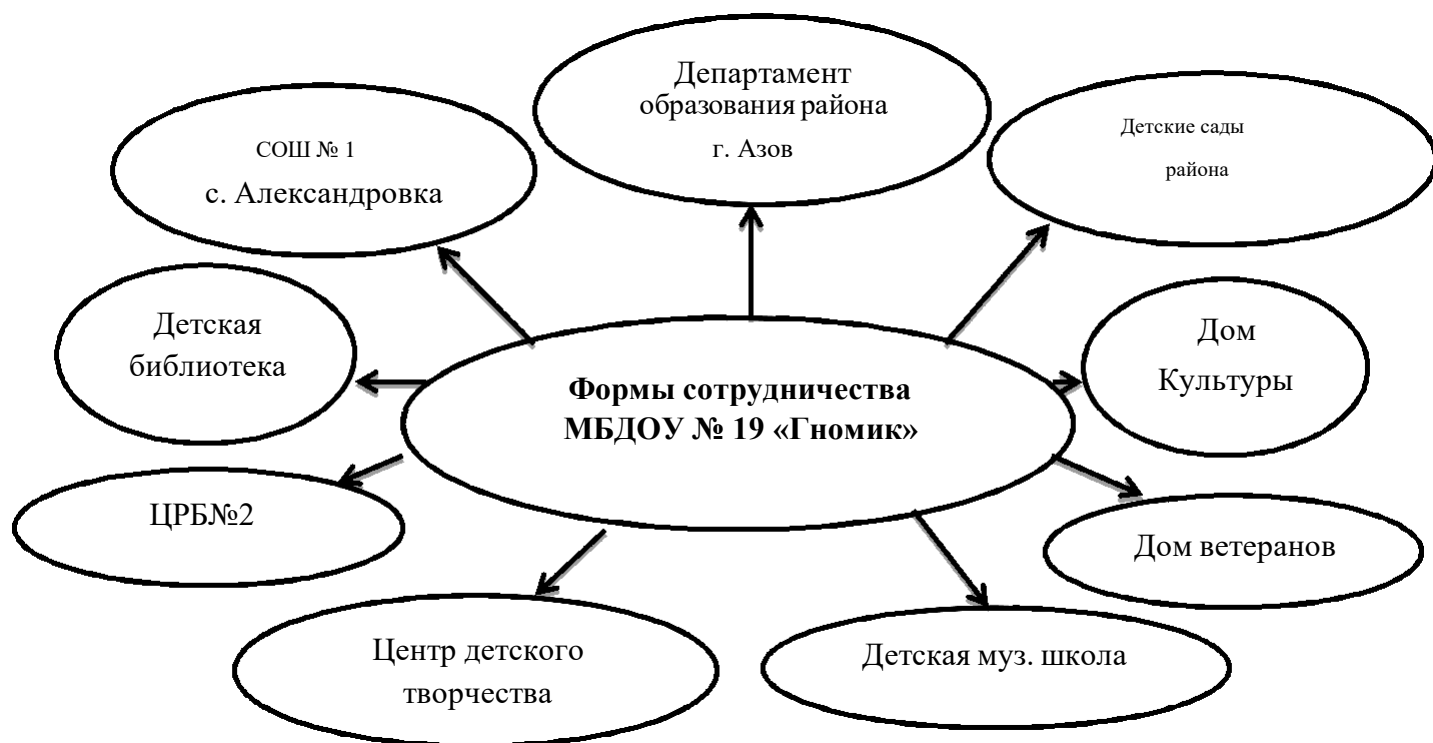 Департамент
образования района
г. Азов
СОШ № 1
с. Александровка
Детские сады
района
Детская
библиотека
Формы сотрудничества
МБДОУ № 19 «Гномик»
Дом
Культуры
ЦРБ№2
Дом ветеранов
Центр детского
творчества
Детская муз. школа